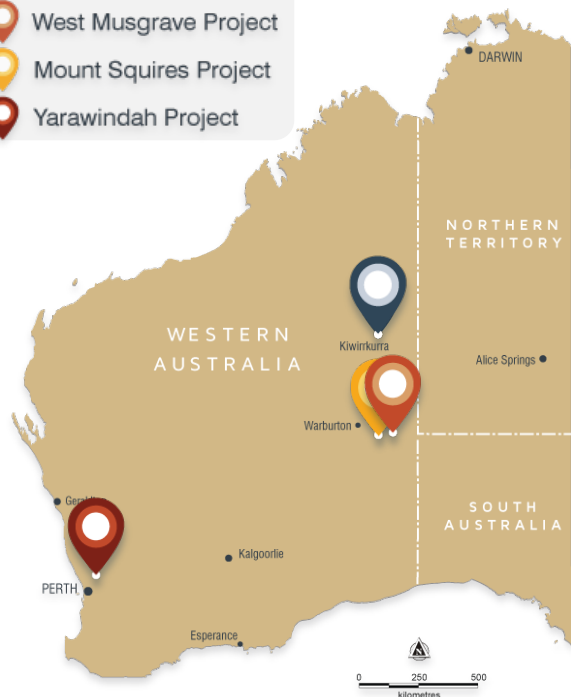 West Musgrave Project
Mount Squires Project
Yarawindah Project
DARWIN
NORTHERN
TERRITORY
WESTERN
AUSTRALIA
Kiwirrkurra
Alice Springs
Warburton
SOUTH
AUSTRALIA
Kalgoorlie
PERTH
Esperance
N
0 250 500
kilometres